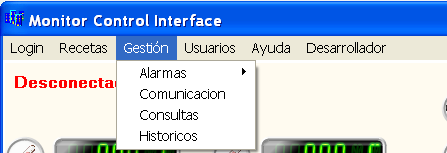 Monitor Control Interface
Login Recetas Gestión Usuarios Ayuda Desarrollador
Alarmas
Comunicacion
Consultas
Historicos